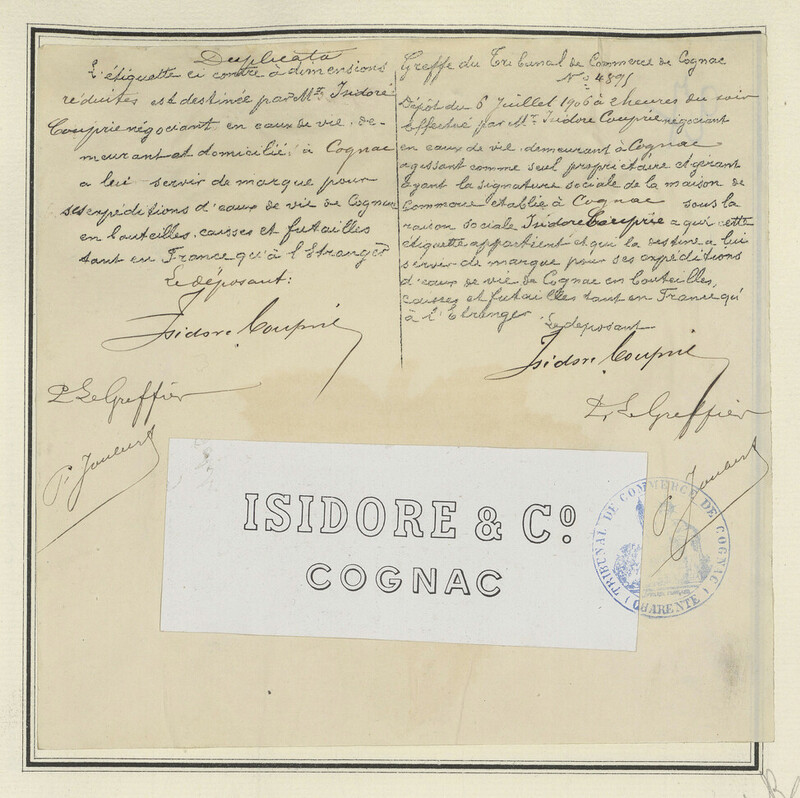 Duplicata
L'étiquette ci contre à dimensions
réduites est destinée par Mr. Isidore
Couprie négociant en eaux de vie, de-
meurant et domicilié, à Cognac
a lui servir de marque pour
ses expéditions d'eaux de vie de Cognac
en bouteilles, caisses et futailles
tant en France qu'à l'Etranger
Le déposant:
Isidore Couprie
Pr Le Greffier
Greffe du Tribunal de Commerce de Cognac
No 4895
Dépôt du 6 Juillet 1906 à 2 heures du soir
Effectué par Mr. Isidore Couprie négociant
en eaux de vie, demeurant à Cognac
agissant comme seul propriétaire et gérant
ayant la signature sociale de la maison de
Commerce établie à Cognac sous la
raison sociale Isidore Couprie a qui cette
étiquette appartient et qui la destine a lui
servir de marque pour ses expéditions
d'eaux de vie de Cognac en bouteilles,
caisses et futailles tant en France qu'
à l'Etranger.
Le deposant
Isidore Couprie
Pr Le Greffier
ISIDORE & Cº
COGNAC
TRIBUNAL DE COMMERCE DE COGNAC
(CHARENTE)